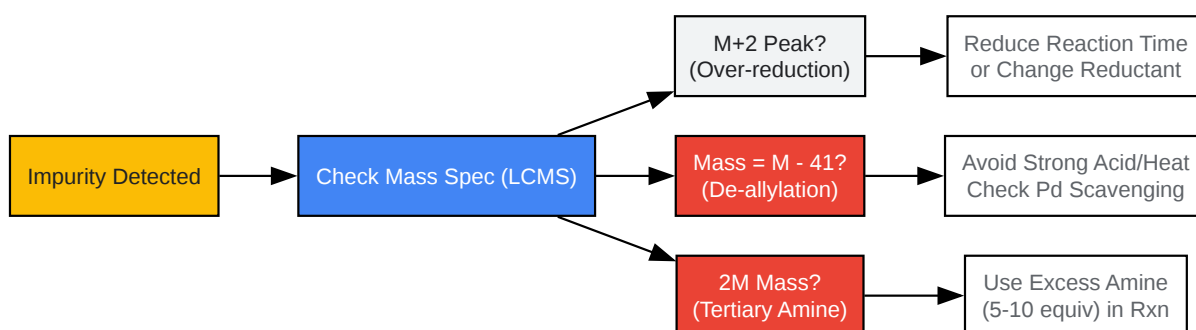 Impurity Detected
Check Mass Spec (LCMS)
M+2 Peak?
(Over-reduction)
Reduce Reaction Time
or Change Reductant
Mass = M - 41?
(De-allylation)
Avoid Strong Acid/Heat
Check Pd Scavenging
2M Mass?
(Tertiary Amine)
Use Excess Amine
(5-10 equiv) in Rxn